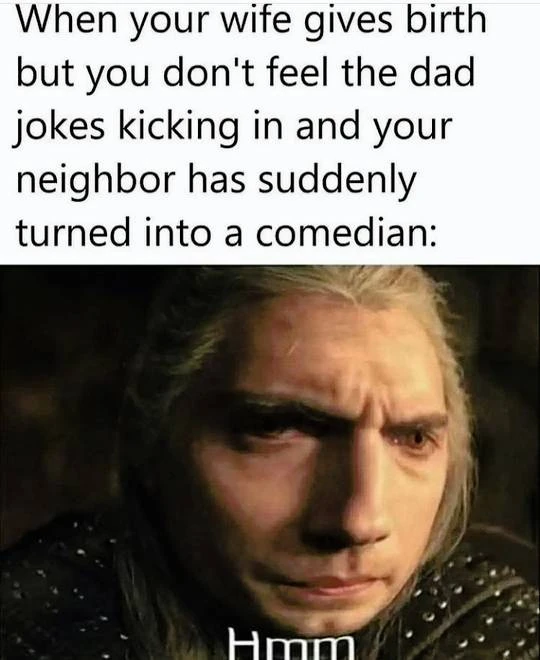 When your wife gives birth
but you don't feel the dad
jokes kicking in and your
neighbor has suddenly
turned into a comedian:
Hmm